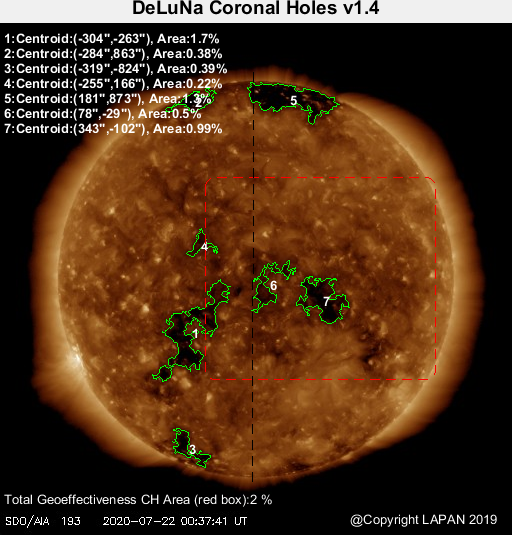 DeLuNa Coronal Holes v1.4
1:Centroid:(-304",-263"), Area:1.7%
2:Centroid:(-284",863"), Area:0.38%
3:Centroid:(-319",-824"), Area:0.39%
4:Centroid:(-255",166"), Area:0.22%
5:Centroid:(181",873"), Area:1.3%
6:Centroid:(78",-29"), Area:0.5%
7:Centroid:(343",-102"), Area:0.99%
2
5
4
6
7
1
3
Total Geoeffectiveness CH Area (red box):2 %
SDO/AIA 193 2020-07-22 00:37:41 UT
@Copyright LAPAN 2019